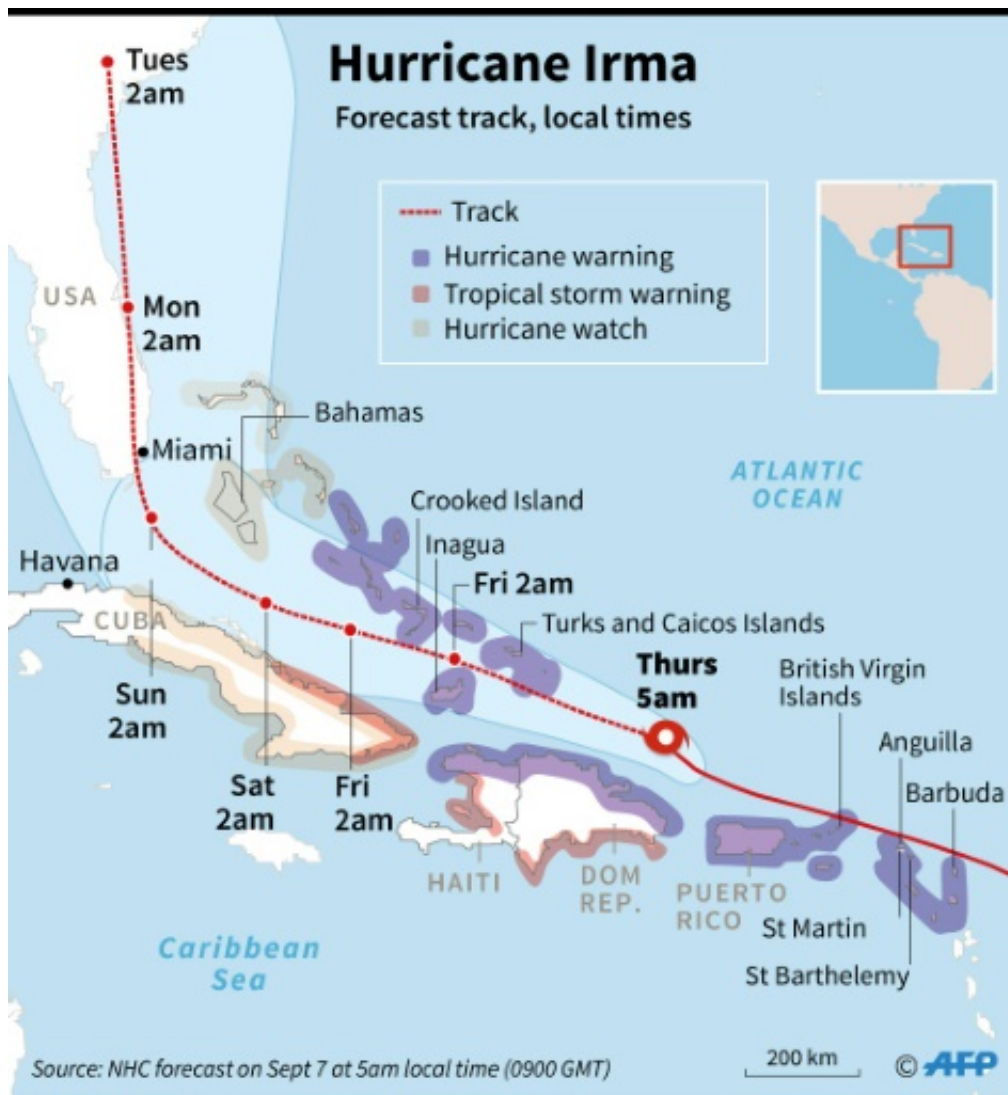 Hurricane Irma
Forecast track, local times
Tues
2am
Track
Hurricane warning
Tropical storm warning
Hurricane watch
USA
Mon
2am
Bahamas
Miami
ATLANTIC
OCEAN
Crooked Island
Inagua
Havana
Fri 2am
CUBA
Turks and Caicos Islands
Thurs
5am
British Virgin
Islands
Sun
2am
Anguilla
Sat
2am
Fri
2am
Barbuda
HAITI
DOM
REP.
PUERTO
RICO
St Martin
St Barthelemy
Caribbean
Sea
Source: NHC forecast on Sept 7 at 5am local time (0900 GMT)
200 km
© AFP